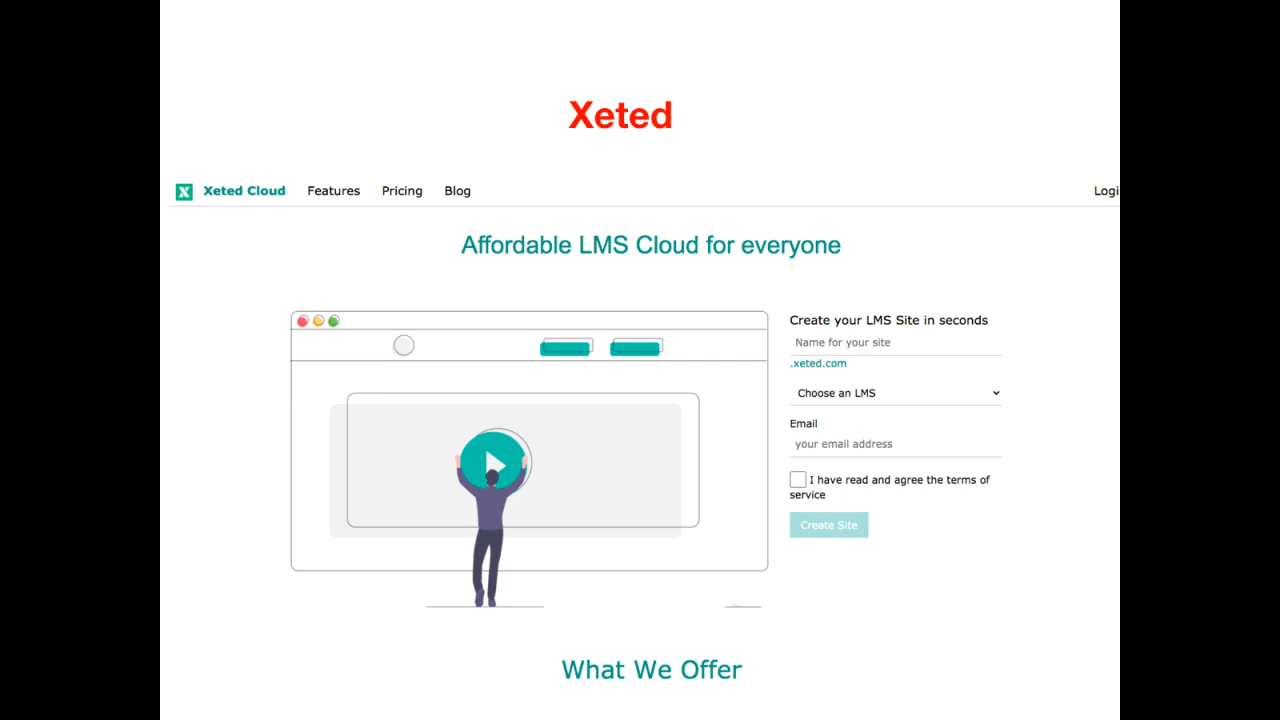 Xeted
Xeted Cloud Features Pricing Blog Logi
Affordable LMS Cloud for everyone
Create your LMS Site in seconds
Name for your site
.xeted.com
Choose an LMS
Email
your email address
I have read and agree the terms of
service
Create Site
What We Offer